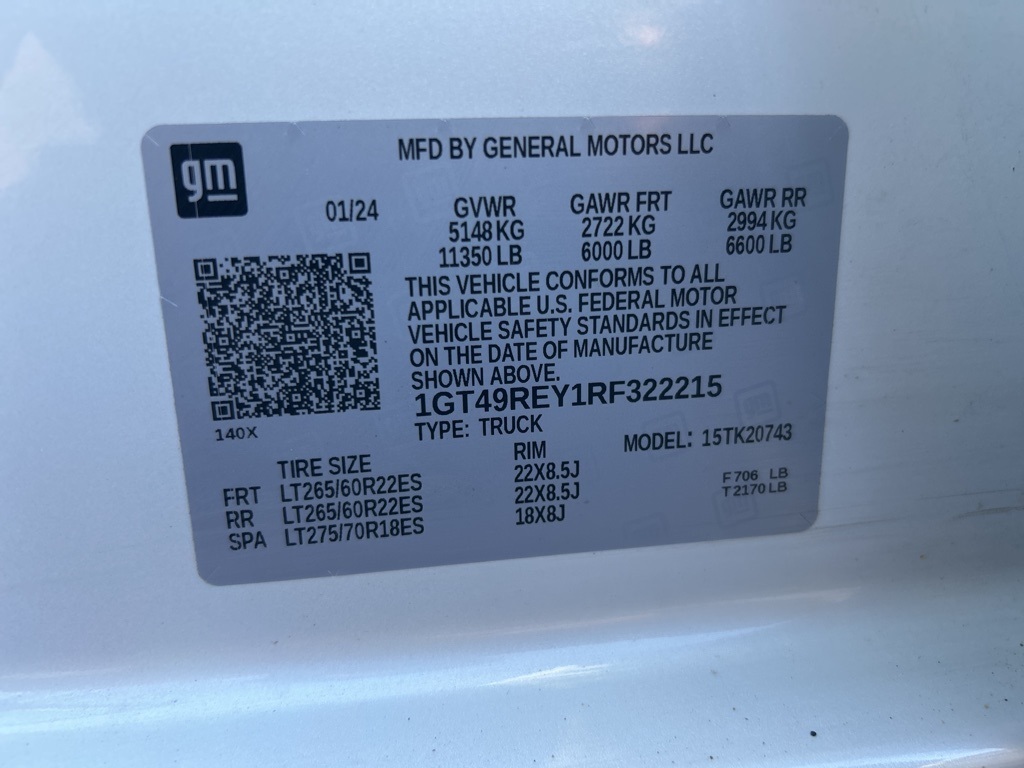 gm
MFD BY GENERAL MOTORS LLC
01/24
GVWR GAWR FRT GAWR RR
5148 KG 2722 KG 2994 KG
11350 LB 6000 LB 6600 LB
THIS VEHICLE CONFORMS TO ALL
APPLICABLE U.S. FEDERAL MOTOR
VEHICLE SAFETY STANDARDS IN EFFECT
ON THE DATE OF MANUFACTURE
SHOWN ABOVE.
1GT49REY1RF322215
140X
TYPE: TRUCK MODEL: 15TK20743
TIRE SIZE RIM
FRT LT265/60R22ES 22X8.5J
RR LT265/60R22ES 22X8.5J
SPA LT275/70R18ES 18X8J
F 706 LB
T 2170 LB